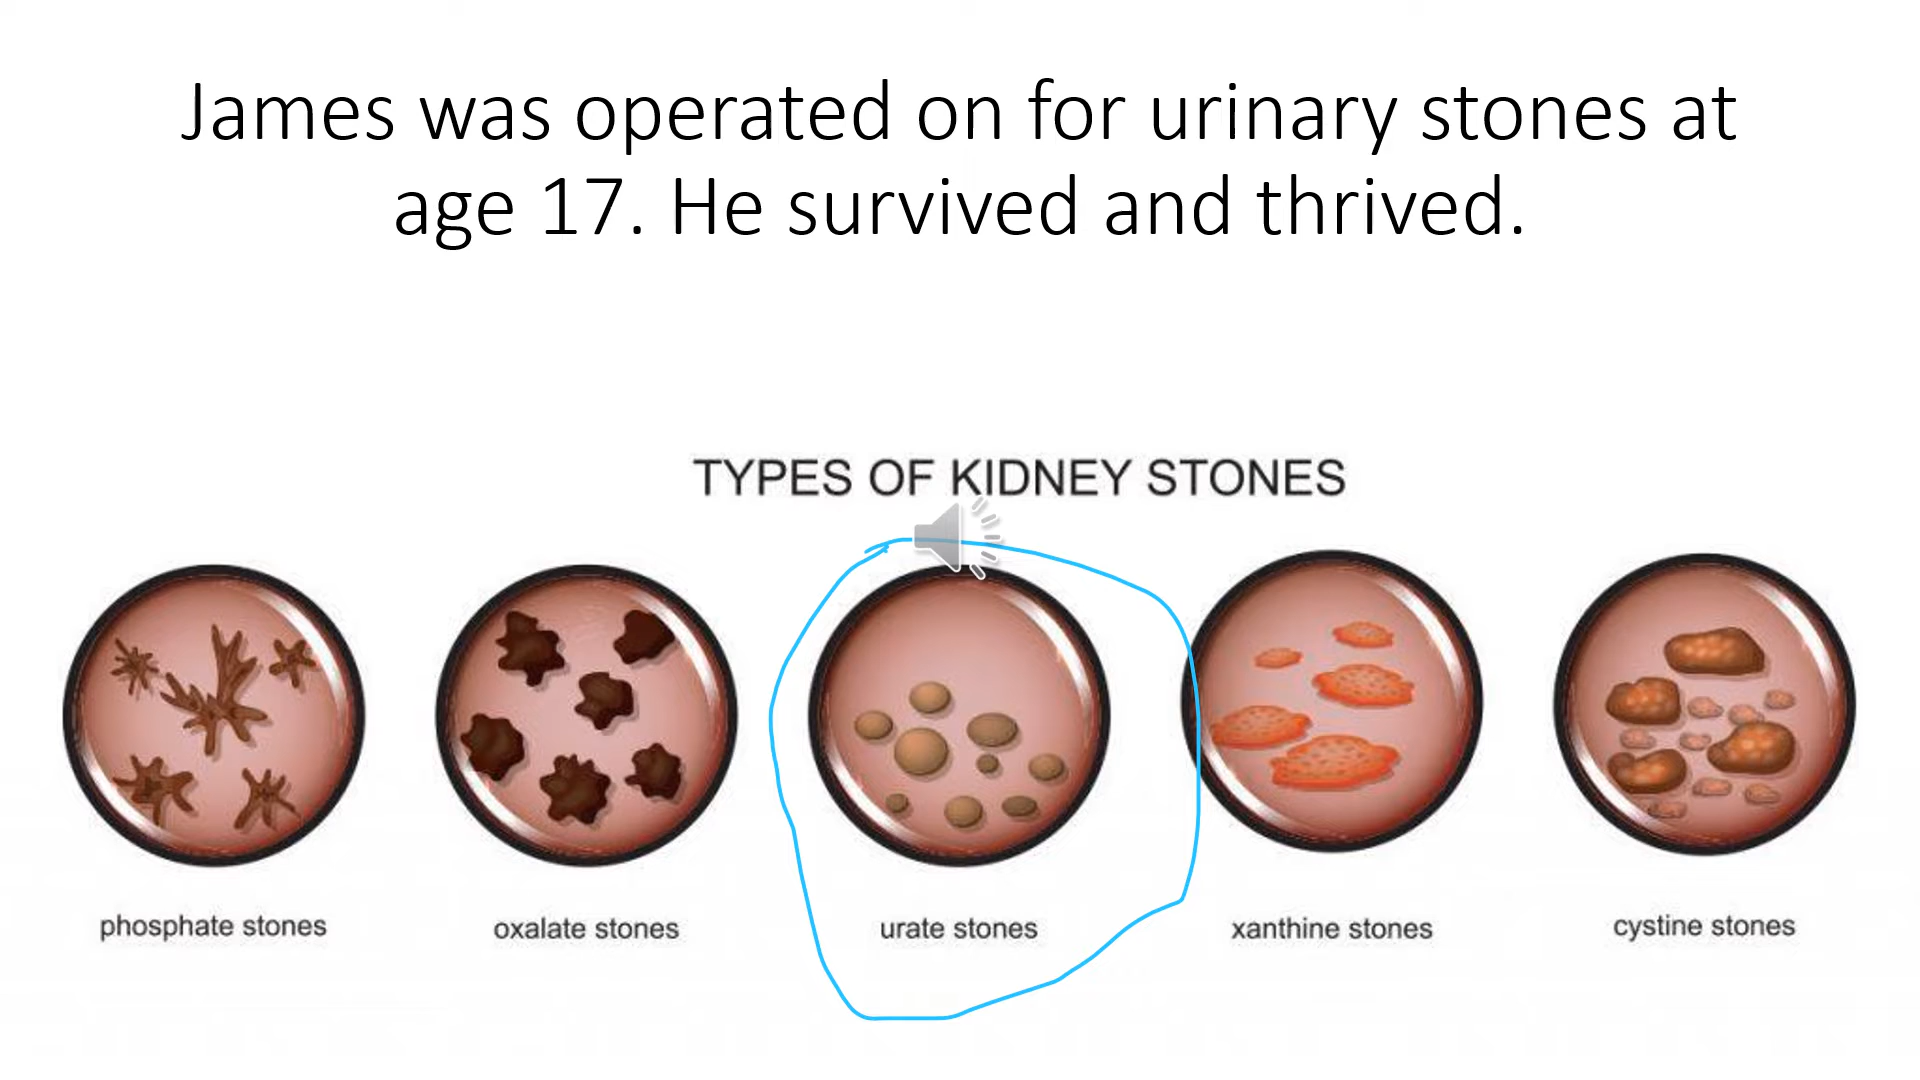 James was operated on for urinary stones at
age 17. He survived and thrived.
TYPES OF KIDNEY STONES
phosphate stones
oxalate stones
urate stones
xanthine stones
cystine stones